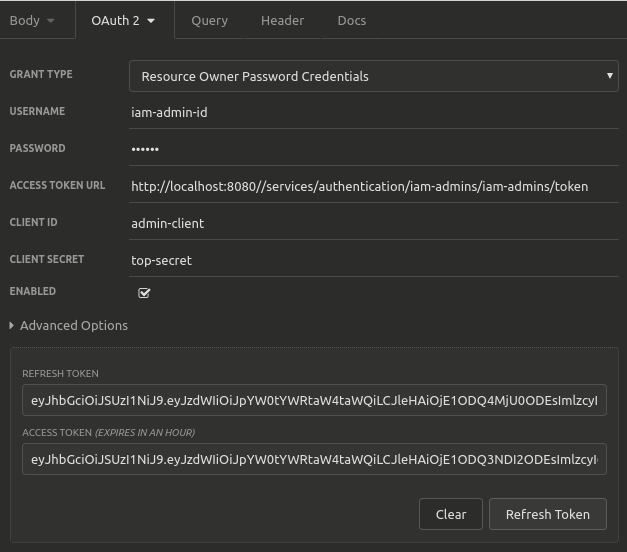 Body OAuth 2 Query Header Docs
GRANT TYPE Resource Owner Password Credentials
USERNAME iam-admin-id
PASSWORD ••••••
ACCESS TOKEN URL http://localhost:8080//services/authentication/iam-admins/iam-admins/token
CLIENT ID admin-client
CLIENT SECRET top-secret
ENABLED
Advanced Options
REFRESH TOKEN
eyJhbGciOiJSUzI1NiJ9.eyJzdWIiOiJpYW0tYWRtaW4taWQiLCJleHAiOjE1ODQ4MjU0ODEsImlzcyI
ACCESS TOKEN (EXPIRES IN AN HOUR)
eyJhbGciOiJSUzI1NiJ9.eyJzdWIiOiJpYW0tYWRtaW4taWQiLCJleHAiOjE1ODQ3NDI2ODEsImlzcyI
Clear Refresh Token